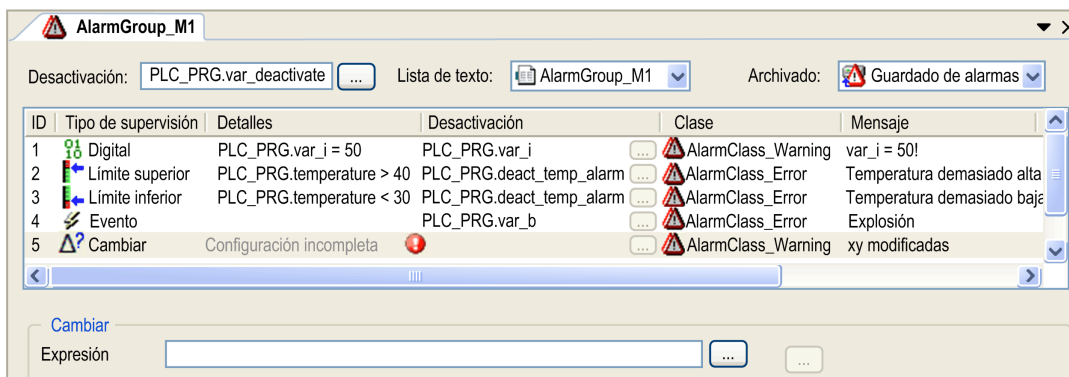 AlarmGroup_M1
Desactivación: PLC_PRG.var_deactivate ... Lista de texto: AlarmGroup_M1 Archivado: Guardado de alarmas
ID Tipo de supervisión Detalles Desactivación Clase Mensaje
1 Digital PLC_PRG.var_i = 50 PLC_PRG.var_i ... AlarmClass_Warning var_i = 50!
2 Límite superior PLC_PRG.temperature > 40 PLC_PRG.deact_temp_alarm ... AlarmClass_Error Temperatura demasiado alta
3 Límite inferior PLC_PRG.temperature < 30 PLC_PRG.deact_temp_alarm ... AlarmClass_Error Temperatura demasiado baja
4 Evento PLC_PRG.var_b ... AlarmClass_Error Explosión
5 Cambiar Configuración incompleta ... AlarmClass_Warning xy modificadas
Cambiar
Expresión ... ...